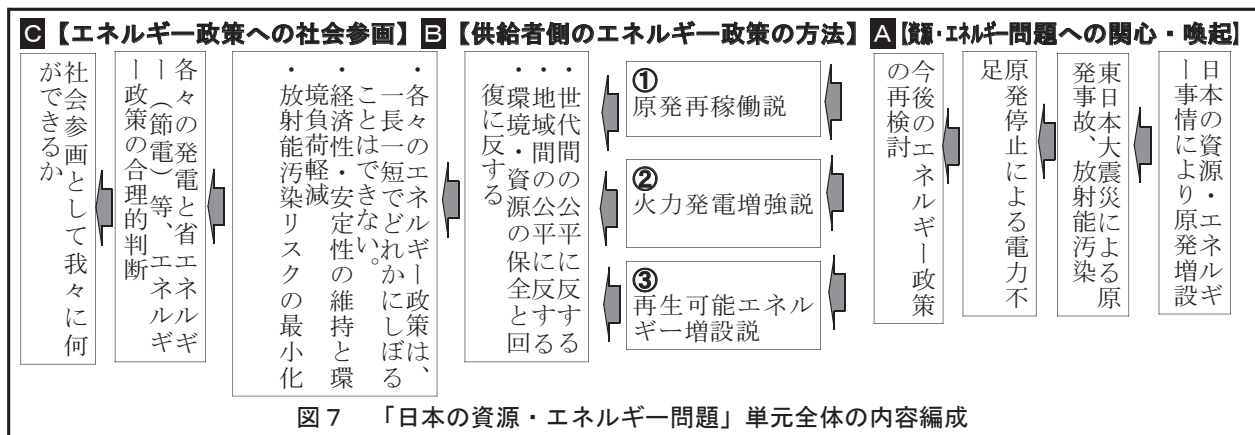 A【資源・エネルギー問題への関心・喚起】
日本の資源・エネルギ
ー事情により原発増設
東日本大震災による原
発事故、放射能汚染
原発停止による電力不
足
今後のエネルギー政策
の再検討
B【供給者側のエネルギー政策の方法】
①
原発再稼働説
②
火力発電増強説
③
再生可能エネル
ギー増設説
・世代間の公平に反する
・地域間の公平に反する
・環境・資源の保全と回
復に反する
・各々のエネルギー政策は、
一長一短でどれかにしぼる
ことはできない。
・経済性・安定性の維持と環
境負荷軽減
・放射能汚染リスクの最小化
C【エネルギー政策への社会参画】
各々の発電と省エネルギ
ー（節電）等、エネルギ
ー政策の合理的判断
社会参画として我々に何
ができるか
図7 「日本の資源・エネルギー問題」単元全体の内容編成